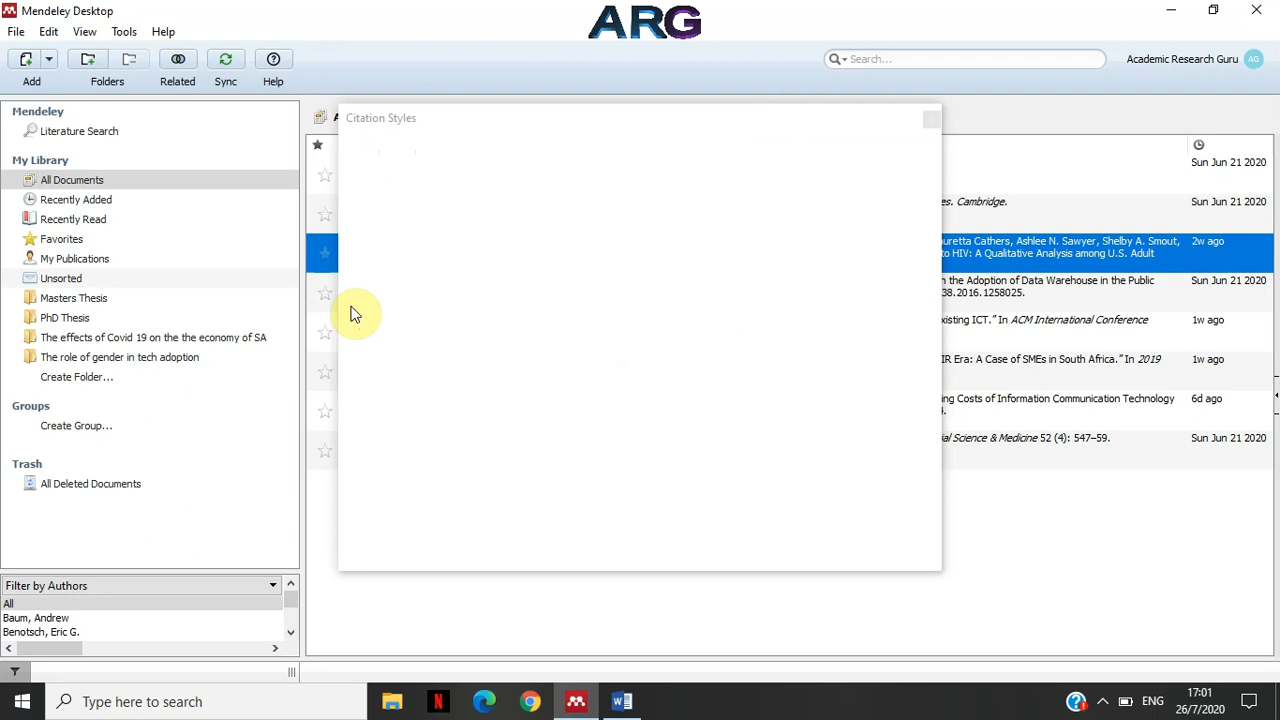 Mendeley Desktop
ARG
File Edit View Tools Help
Search...
Academic Research Guru AG
Add Folders Related Sync Help
Mendeley
Literature Search
My Library
All Documents
Recently Added
Recently Read
Favorites
My Publications
Unsorted
Masters Thesis
PhD Thesis
The effects of Covid 19 on the the economy of SA
The role of gender in tech adoption
Create Folder...
Groups
Create Group...
Trash
All Deleted Documents
Filter by Authors
All
Baum, Andrew
Benotsch, Eric G.
Citation Styles
Sun Jun 21 2020
es. Cambridge. Sun Jun 21 2020
uretta Cathers, Ashlee N. Sawyer, Shelby A. Smout, 2w ago
to HIV: A Qualitative Analysis among U.S. Adult
n the Adoption of Data Warehouse in the Public Sun Jun 21 2020
38.2016.1258025.
xisting ICT." In ACM International Conference 1w ago
IR Era: A Case of SMEs in South Africa." In 2019 1w ago
ing Costs of Information Communication Technology 6d ago
4.
ial Science & Medicine 52 (4): 547–59. Sun Jun 21 2020
Type here to search
ENG
17:01
26/7/2020